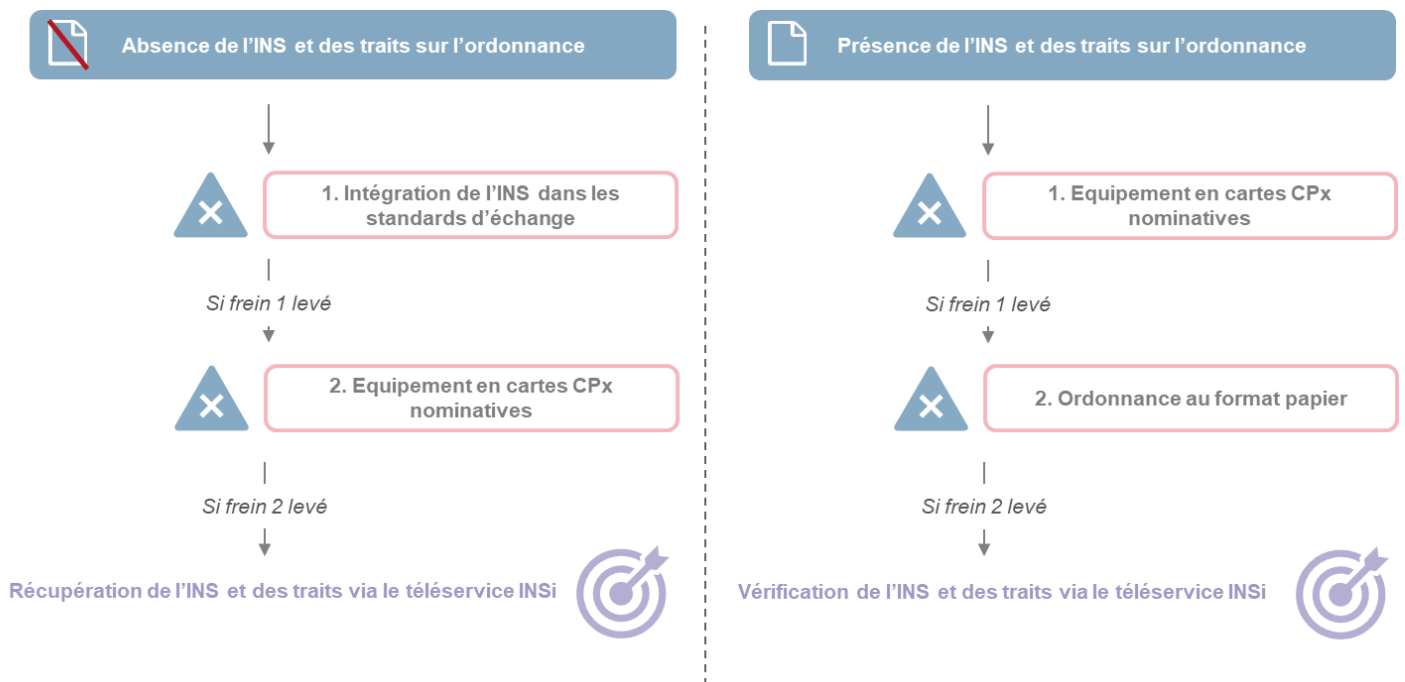 Absence de l’INS et des traits sur l’ordonnance
1. Intégration de l’INS dans les
standards d’échange
Si frein 1 levé
2. Equipement en cartes CPx
nominatives
Si frein 2 levé
Récupération de l’INS et des traits via le téléservice INSi
Présence de l’INS et des traits sur l’ordonnance
1. Equipement en cartes CPx
nominatives
Si frein 1 levé
2. Ordonnance au format papier
Si frein 2 levé
Vérification de l’INS et des traits via le téléservice INSi